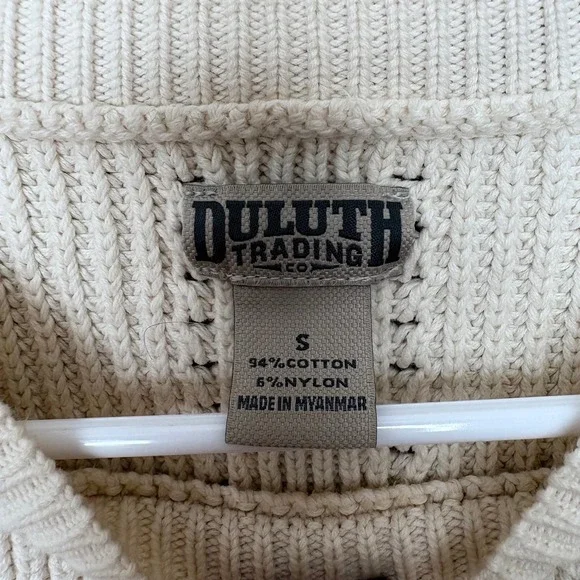 DULUTH
TRADING
CO
S
94% COTTON
6% NYLON
MADE IN MYANMAR